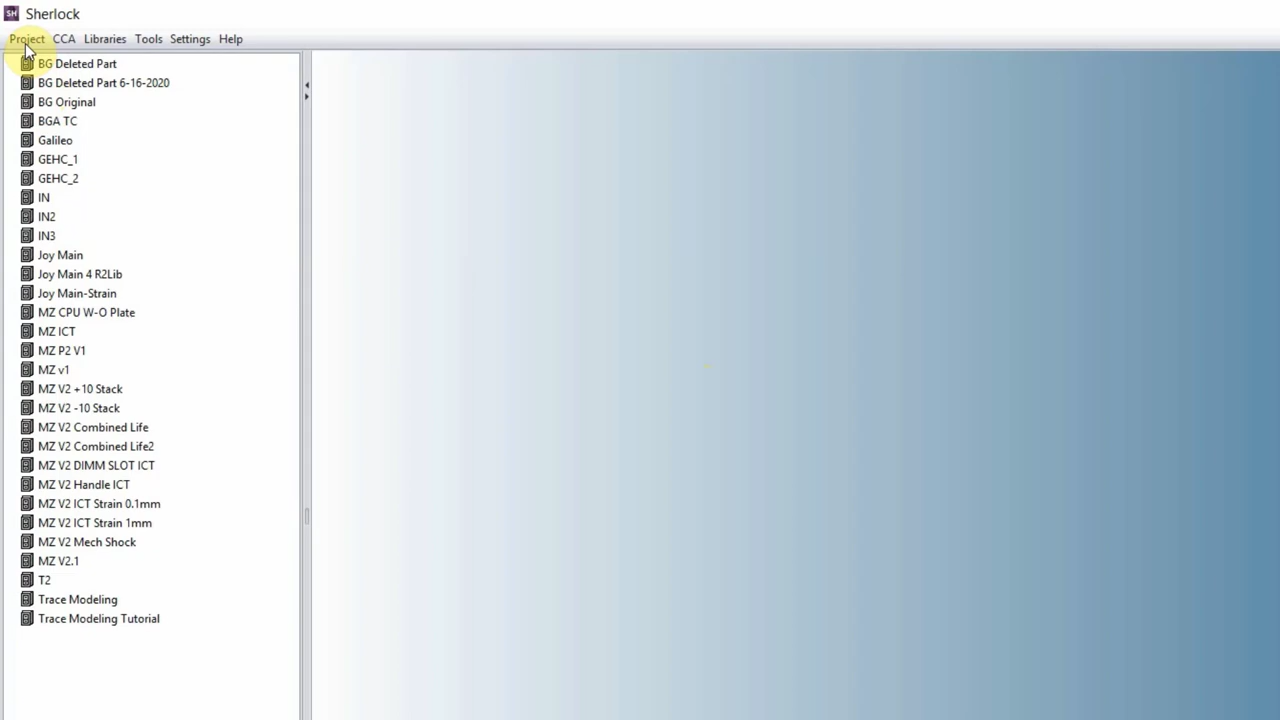 SH Sherlock
Project CCA Libraries Tools Settings Help
BG Deleted Part
BG Deleted Part 6-16-2020
BG Original
BGA TC
Galileo
GEHC_1
GEHC_2
IN
IN2
IN3
Joy Main
Joy Main 4 R2Lib
Joy Main-Strain
MZ CPU W-O Plate
MZ ICT
MZ P2 V1
MZ v1
MZ V2 +10 Stack
MZ V2 -10 Stack
MZ V2 Combined Life
MZ V2 Combined Life2
MZ V2 DIMM SLOT ICT
MZ V2 Handle ICT
MZ V2 ICT Strain 0.1mm
MZ V2 ICT Strain 1mm
MZ V2 Mech Shock
MZ V2.1
T2
Trace Modeling
Trace Modeling Tutorial